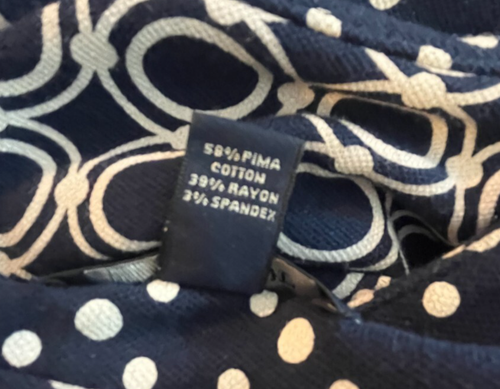 58% PIMA
COTTON
39% RAYON
3% SPANDEX